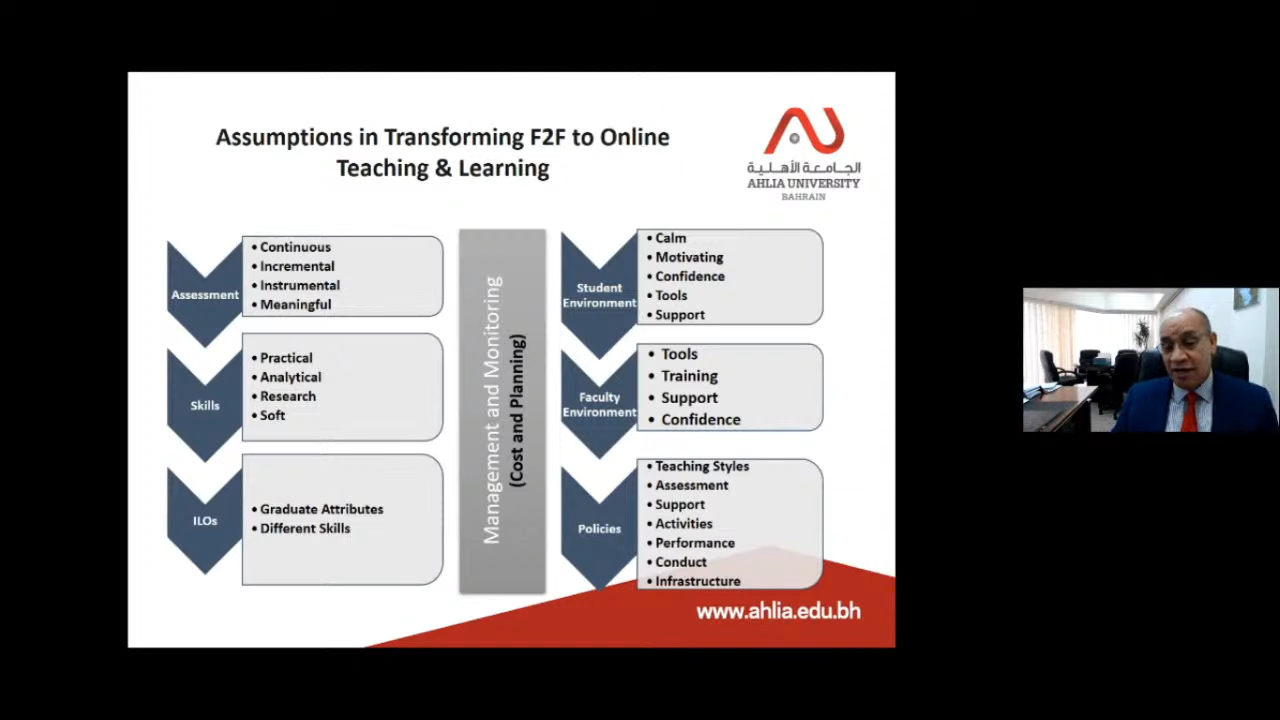 Assumptions in Transforming F2F to Online
Teaching & Learning
الجامعة الأهلية
AHLIA UNIVERSITY
BAHRAIN
Assessment
• Continuous
• Incremental
• Instrumental
• Meaningful
Skills
• Practical
• Analytical
• Research
• Soft
ILOs
• Graduate Attributes
• Different Skills
Management and Monitoring
(Cost and Planning)
Student
Environment
• Calm
• Motivating
• Confidence
• Tools
• Support
Faculty
Environment
• Tools
• Training
• Support
• Confidence
Policies
• Teaching Styles
• Assessment
• Support
• Activities
• Performance
• Conduct
• Infrastructure
www.ahlia.edu.bh